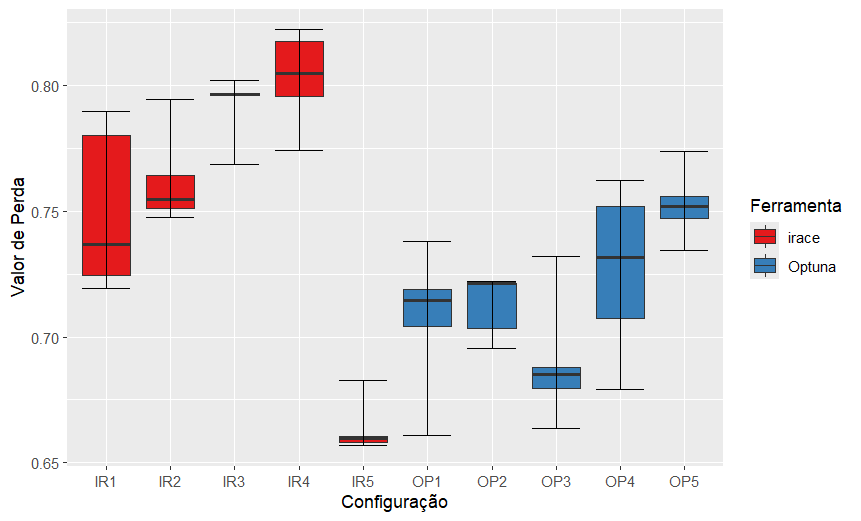 Valor de Perda
0.80
0.75
0.70
0.65
IR1 IR2 IR3 IR4 IR5 OP1 OP2 OP3 OP4 OP5
Configuração
Ferramenta
irace
Optuna